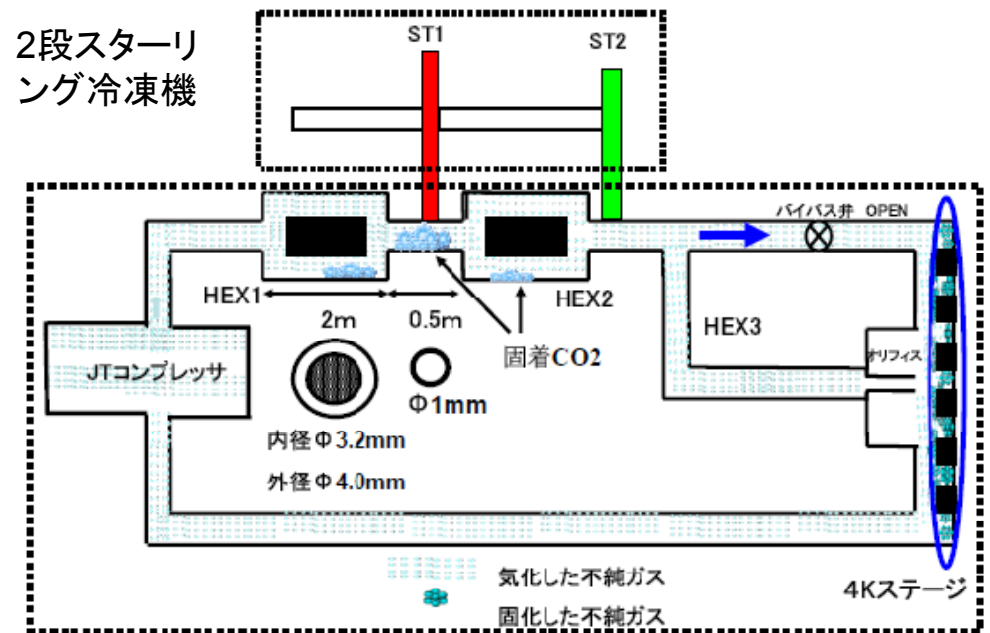 2段スターリ
ング冷凍機
ST1
ST2
バイパス弁 OPEN
HEX1
HEX2
2m
0.5m
HEX3
固着CO2
オリフィス
JTコンプレッサ
Φ1mm
内径Φ3.2mm
外径Φ4.0mm
気化した不純ガス
固化した不純ガス
4Kステージ